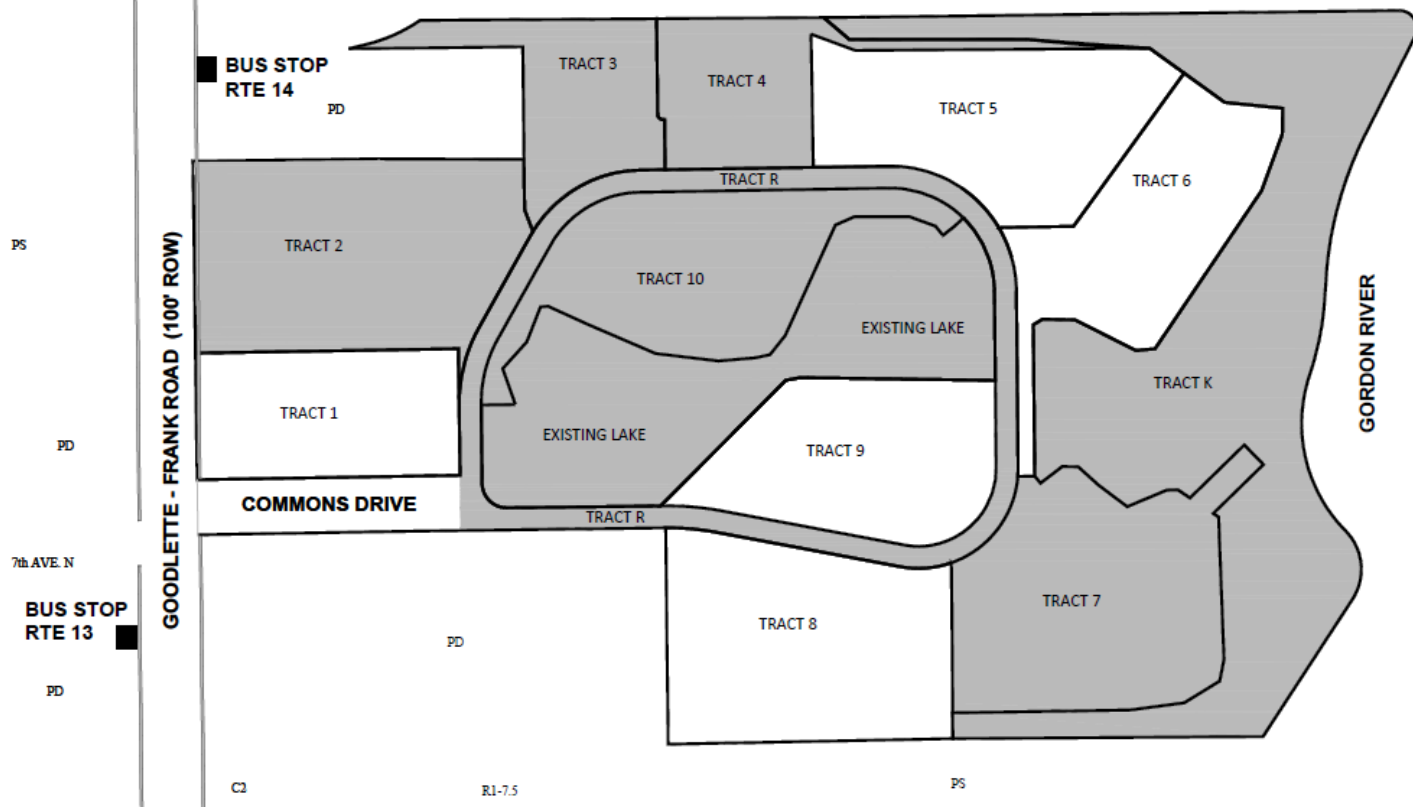 BUS STOP
RTE 14
PD
TRACT 3
TRACT 4
TRACT 5
TRACT R
TRACT 6
PS
TRACT 2
TRACT 10
EXISTING LAKE
GOODLETTE - FRANK ROAD (100' ROW)
GORDON RIVER
TRACT K
TRACT 1
PD
EXISTING LAKE
TRACT 9
COMMONS DRIVE
TRACT R
7th AVE. N
BUS STOP
RTE 13
TRACT 7
TRACT 8
PD
PD
C2
R1-7.5
PS